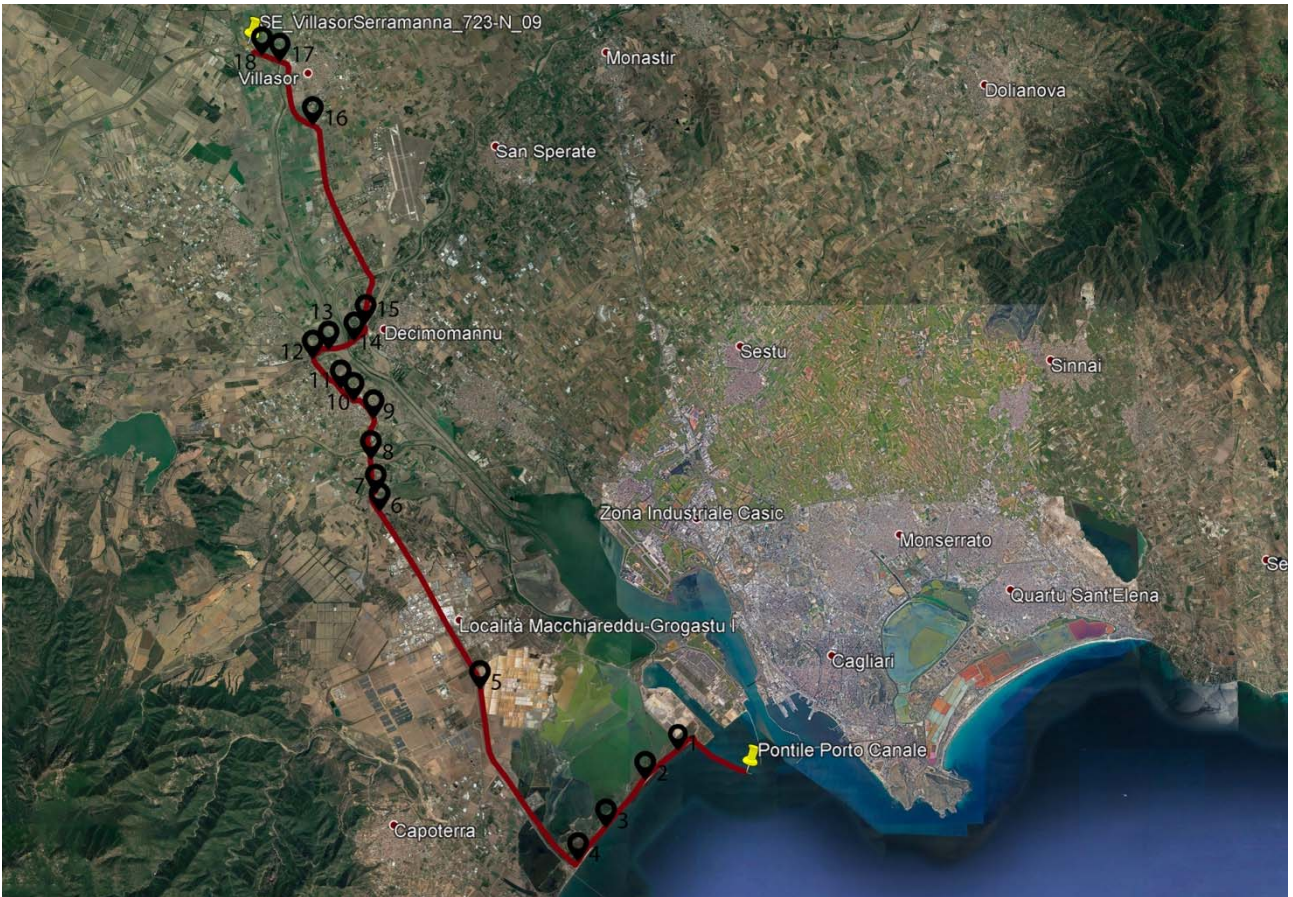 SE_VillasorSerramanna_723-N_09
18
17
Villasor
Monastir
Dolianova
16
San Sperate
15
13
Decimomannu
14
12
Sestu
Sinnai
11
10
9
8
7
6
Zona Industriale Casic
Monserrato
Se
Quartu Sant'Elena
Località Macchiareddu-Grogastu I
Cagliari
5
1
Pontile Porto Canale
2
3
Capoterra
4